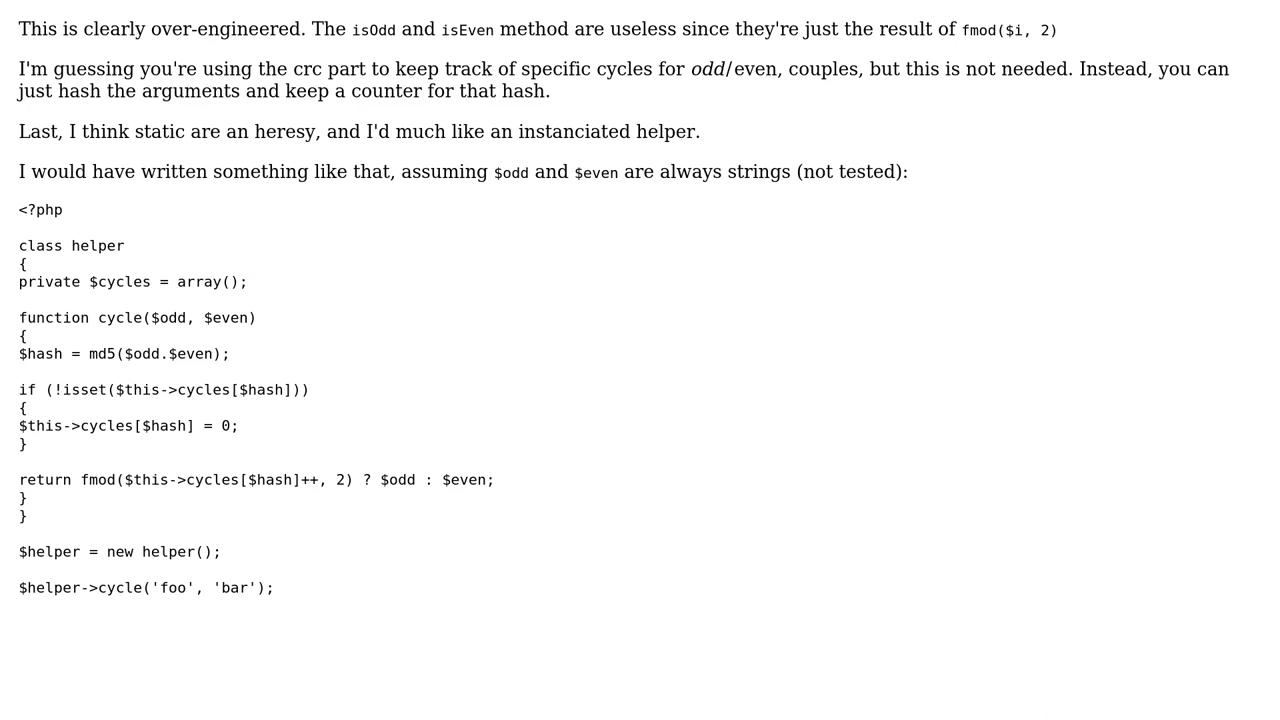 This is clearly over-engineered. The isOdd and isEven method are useless since they're just the result of fmod($i, 2)
I'm guessing you're using the crc part to keep track of specific cycles for odd/even, couples, but this is not needed. Instead, you can
just hash the arguments and keep a counter for that hash.
Last, I think static are an heresy, and I'd much like an instanciated helper.
I would have written something like that, assuming $odd and $even are always strings (not tested):
<?php
class helper
{
private $cycles = array();
function cycle($odd, $even)
{
$hash = md5($odd.$even);
if (!isset($this->cycles[$hash]))
{
$this->cycles[$hash] = 0;
}
return fmod($this->cycles[$hash]++, 2) ? $odd : $even;
}
}
$helper = new helper();
$helper->cycle('foo', 'bar');